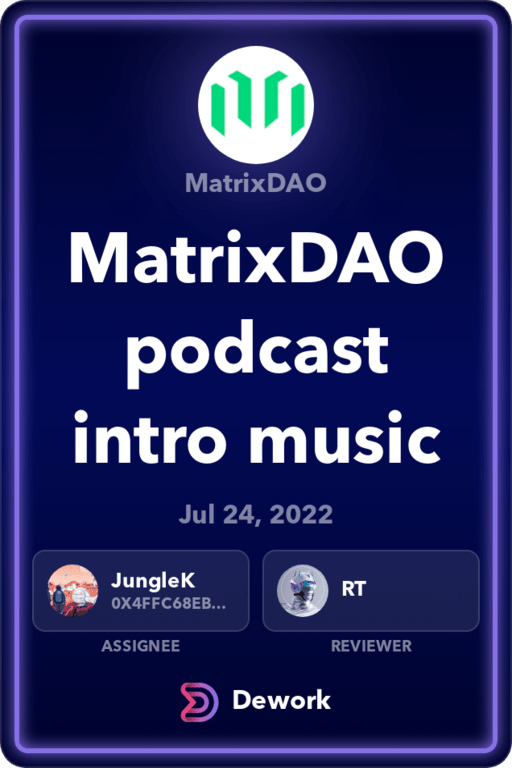 MatrixDAO
MatrixDAO
podcast
intro music
Jul 24, 2022
JungleK
0X4FFC68EB...
RT
ASSIGNEE
REVIEWER
Dework